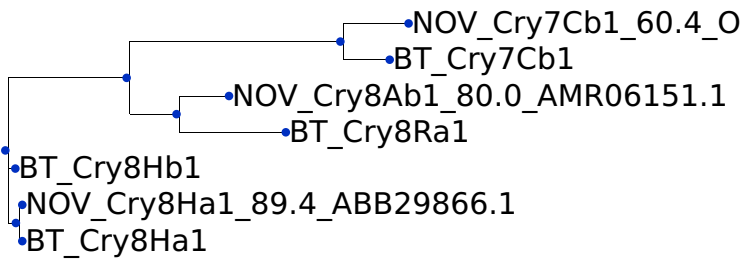 NOV_Cry7Cb1_60.4_O
BT_Cry7Cb1
NOV_Cry8Ab1_80.0_AMR06151.1
BT_Cry8Ra1
BT_Cry8Hb1
NOV_Cry8Ha1_89.4_ABB29866.1
BT_Cry8Ha1